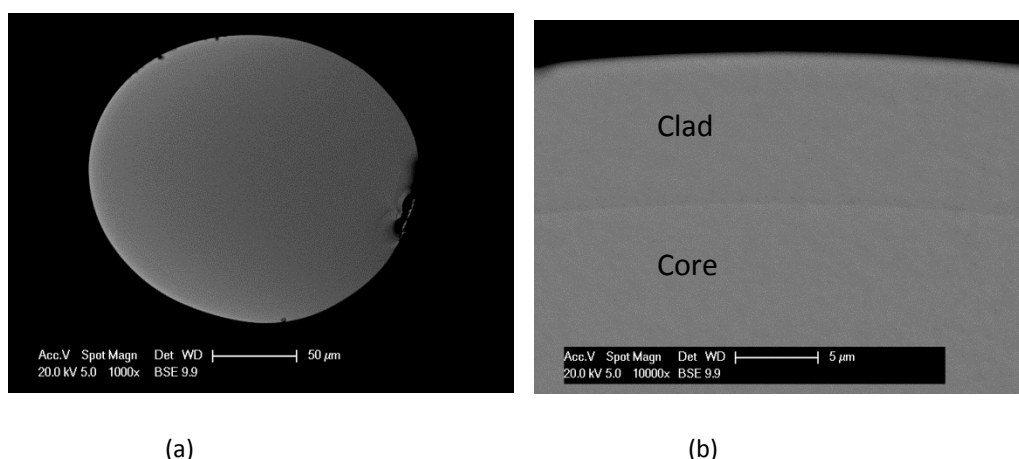 Acc.V Spot Magn Det WD 50 μm
20.0 kV 5.0 1000x BSE 9.9
Clad
Core
Acc.V Spot Magn Det WD 5 μm
20.0 kV 5.0 10000x BSE 9.9
(a)
(b)